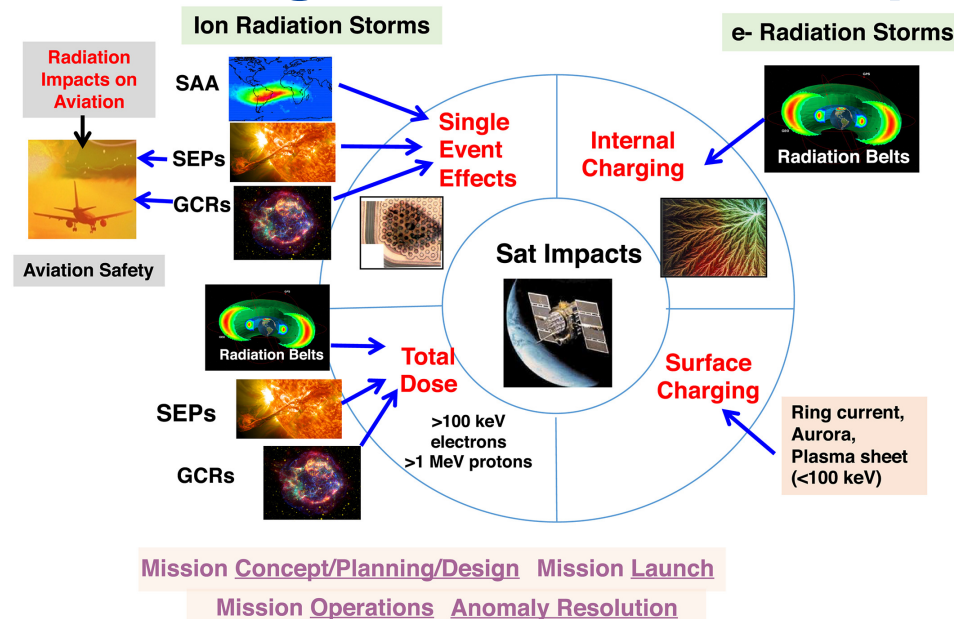 Ion Radiation Storms
e- Radiation Storms
Radiation
Impacts on
Aviation
SAA
SEPs
GCRs
Aviation Safety
Single
Event
Effects
Internal
Charging
Radiation Belts
Sat Impacts
Radiation Belts
SEPs
GCRs
Total
Dose
>100 keV
electrons
>1 MeV protons
Surface
Charging
Ring current,
Aurora,
Plasma sheet
(<100 keV)
Mission Concept/Planning/Design Mission Launch
Mission Operations Anomaly Resolution